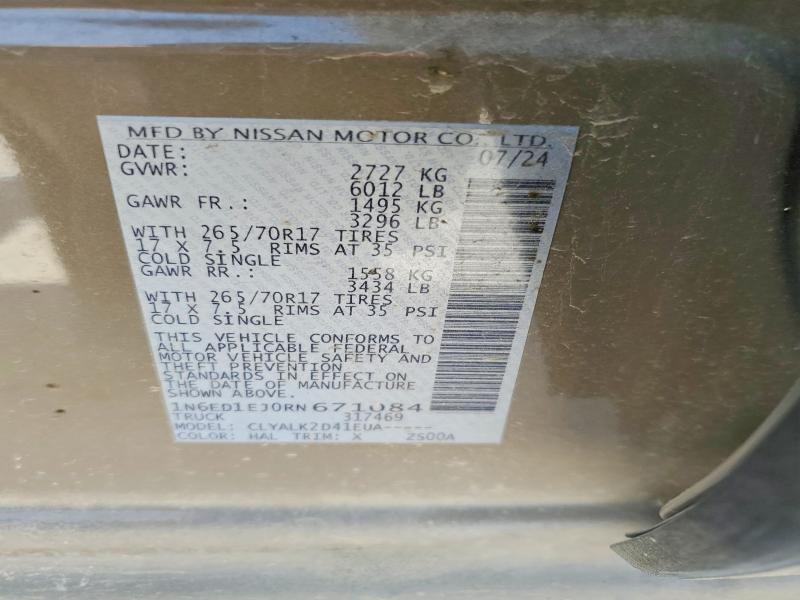 MFD BY NISSAN MOTOR CO., LTD.
DATE: 07/24
GVWR: 2727 KG
6012 LB
GAWR FR.: 1495 KG
3296 LB
WITH 265/70R17 TIRES
17 X 7.5 RIMS AT 35 PSI
COLD SINGLE
GAWR RR.: 1558 KG
3434 LB
WITH 265/70R17 TIRES
17 X 7.5 RIMS AT 35 PSI
COLD SINGLE
THIS VEHICLE CONFORMS TO
ALL APPLICABLE FEDERAL
MOTOR VEHICLE SAFETY AND
THEFT PREVENTION
STANDARDS IN EFFECT ON
THE DATE OF MANUFACTURE
SHOWN ABOVE.
1N6ED1EJ0RN671084
TRUCK 317469
MODEL: CLYALK2D41EUA-----
COLOR: HAL TRIM: X 2S00A